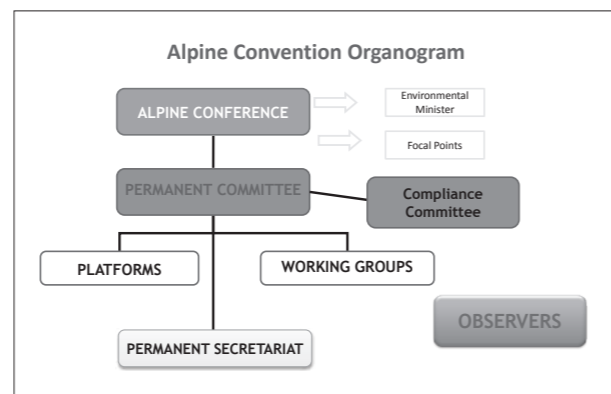 Alpine Convention Organogram
ALPINE CONFERENCE
Environmental
Minister
Focal Points
PERMANENT COMMITTEE
Compliance
Committee
PLATFORMS
WORKING GROUPS
OBSERVERS
PERMANENT SECRETARIAT